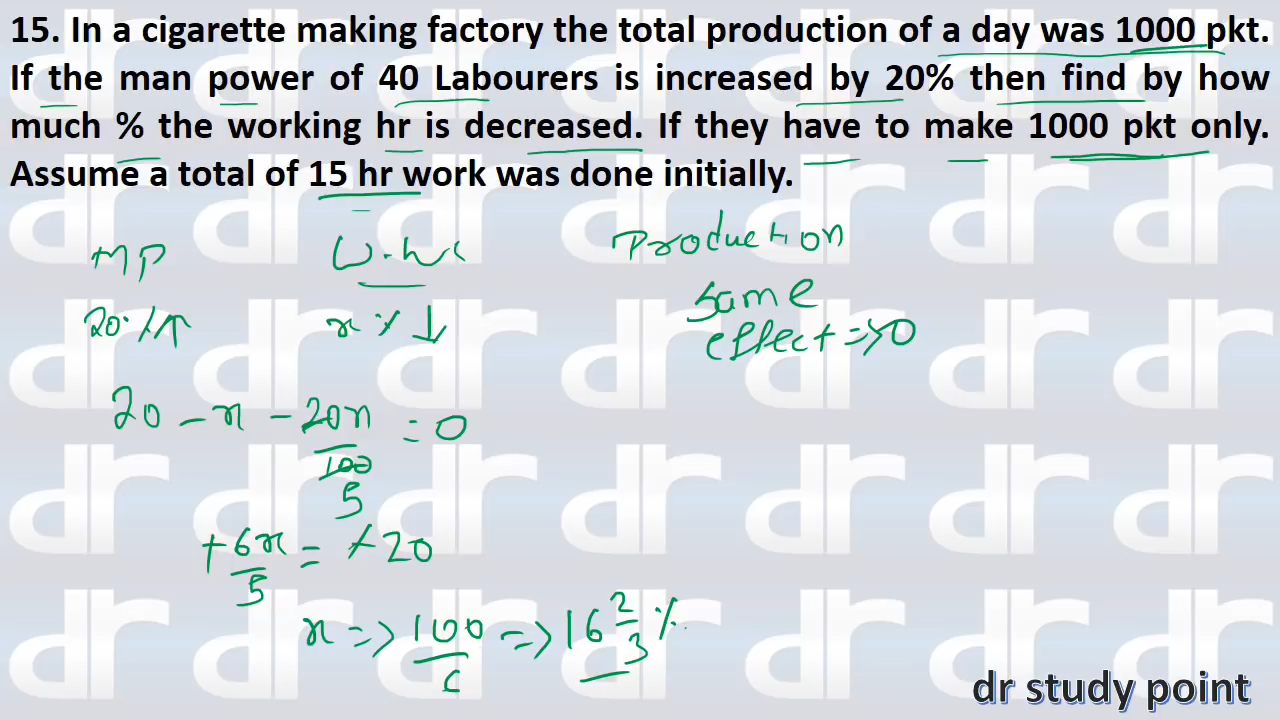 15. In a cigarette making factory the total production of a day was 1000 pkt.
If the man power of 40 Labourers is increased by 20% then find by how
much % the working hr is decreased. If they have to make 1000 pkt only.
Assume a total of 15 hr work was done initially.
MP W.hr Production
20%↑ x%↓ Same
effect => 0
20 - x - 20x/100 = 0
5
+6x/5 = +20
x => 100/6 => 16 2/3 %
dr study point